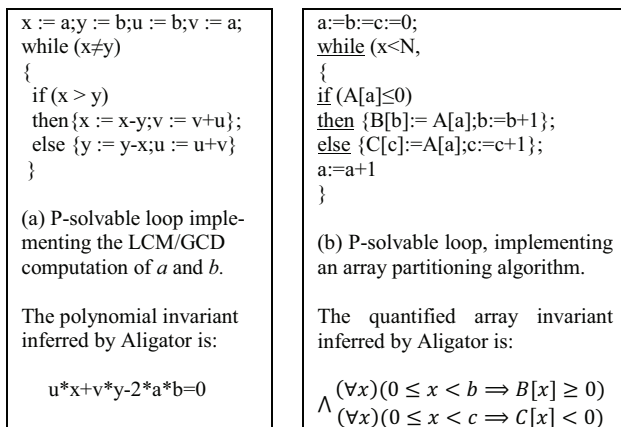 x := a;y := b;u := b;v := a;
while (x≠y)
{
if (x > y)
then{x := x-y;v := v+u};
else {y := y-x;u := u+v}
}
(a) P-solvable loop imple-
menting the LCM/GCD
computation of a and b.
The polynomial invariant
inferred by Aligator is:
u*x+v*y-2*a*b=0
a:=b:=c:=0;
while (x<N,
{
if (A[a]≤0)
then {B[b]:= A[a];b:=b+1};
else {C[c]:=A[a];c:=c+1};
a:=a+1
}
(b) P-solvable loop, implementing
an array partitioning algorithm.
The quantified array invariant
inferred by Aligator is:
⋀ (∀x)(0 ≤ x < b ⟹ B[x] ≥ 0)
(∀x)(0 ≤ x < c ⟹ C[x] < 0)